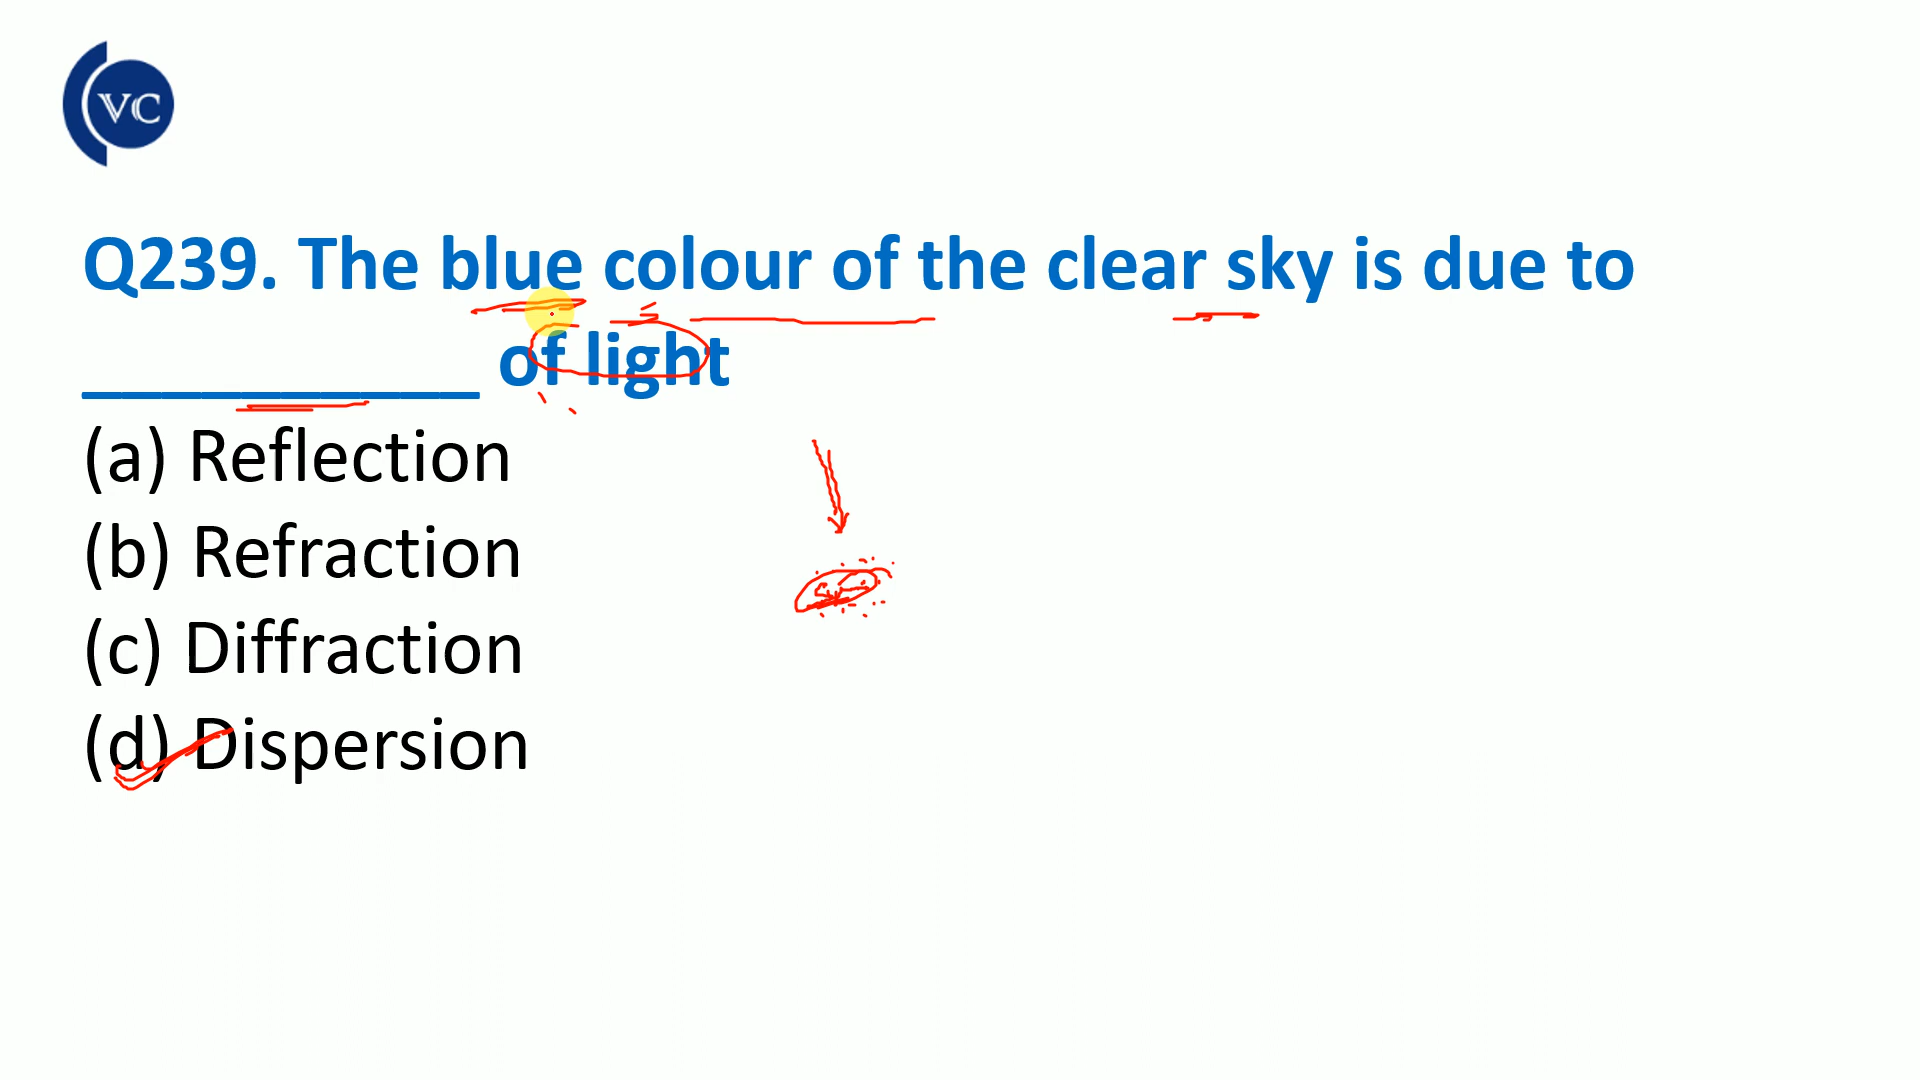 VC
Q239. The blue colour of the clear sky is due to
__________ of light
(a) Reflection
(b) Refraction
(c) Diffraction
(d) Dispersion